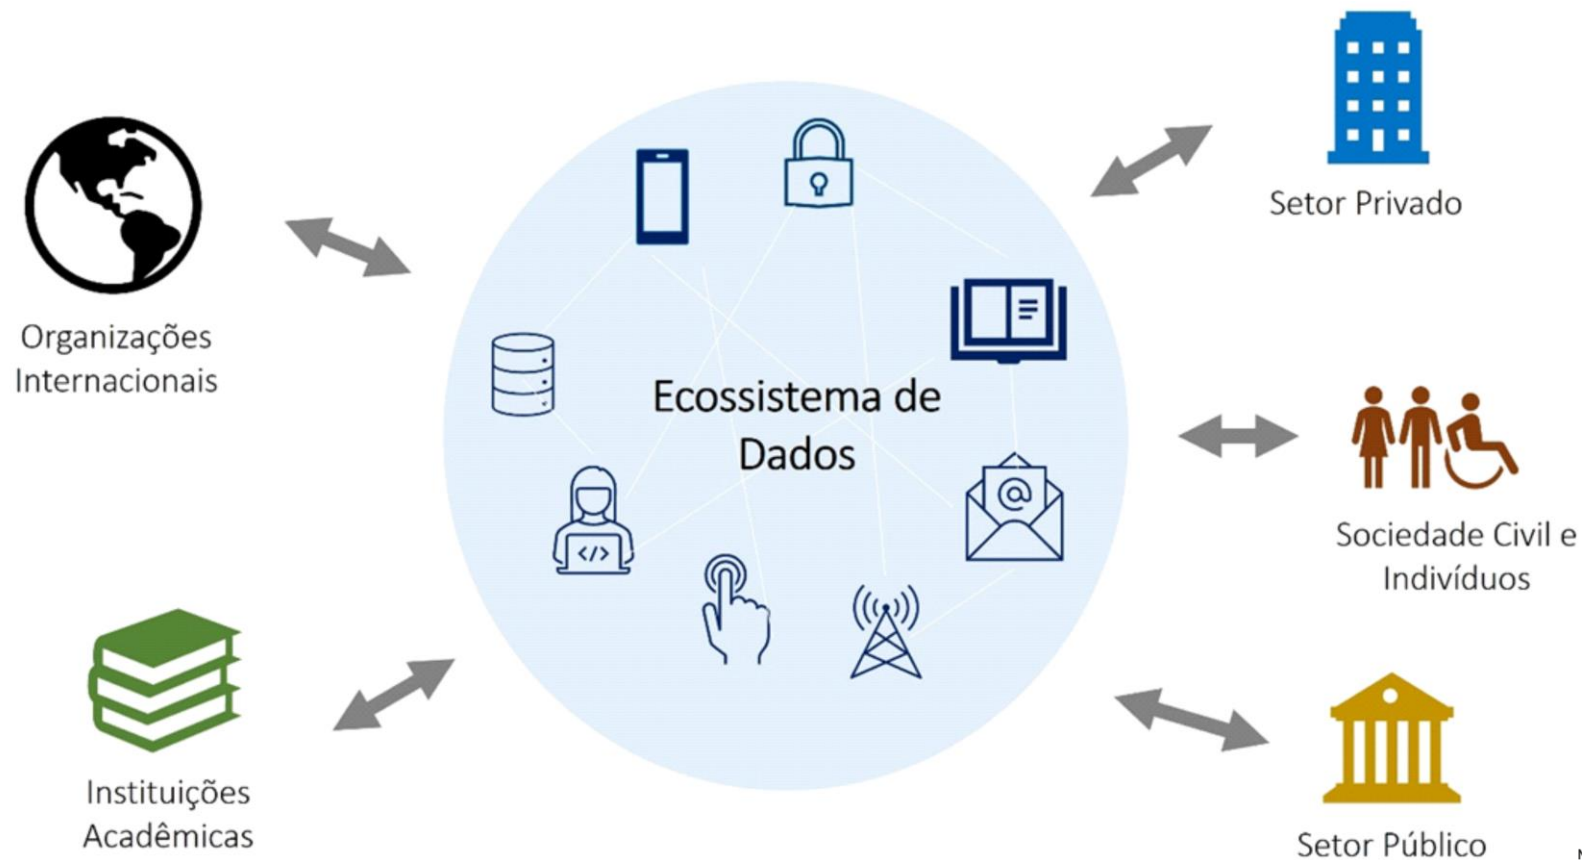 Setor Privado
Organizações
Internacionais
Ecossistema de
Dados
@
</>
Sociedade Civil e
Indivíduos
Instituições
Acadêmicas
Setor Público